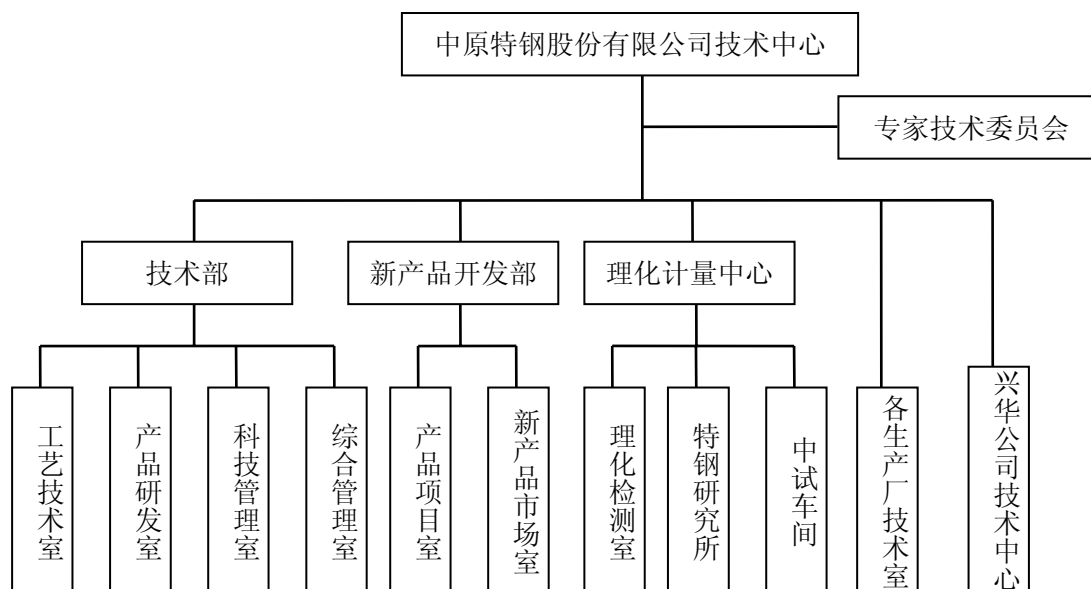 中原特钢股份有限公司技术中心
专家技术委员会
技术部
新产品开发部
理化计量中心
工艺技术室
产品研发室
科技管理室
综合管理室
产品项目室
新产品市场室
理化检测室
特钢研究所
中试车间
各生产厂技术室
兴华公司技术中心